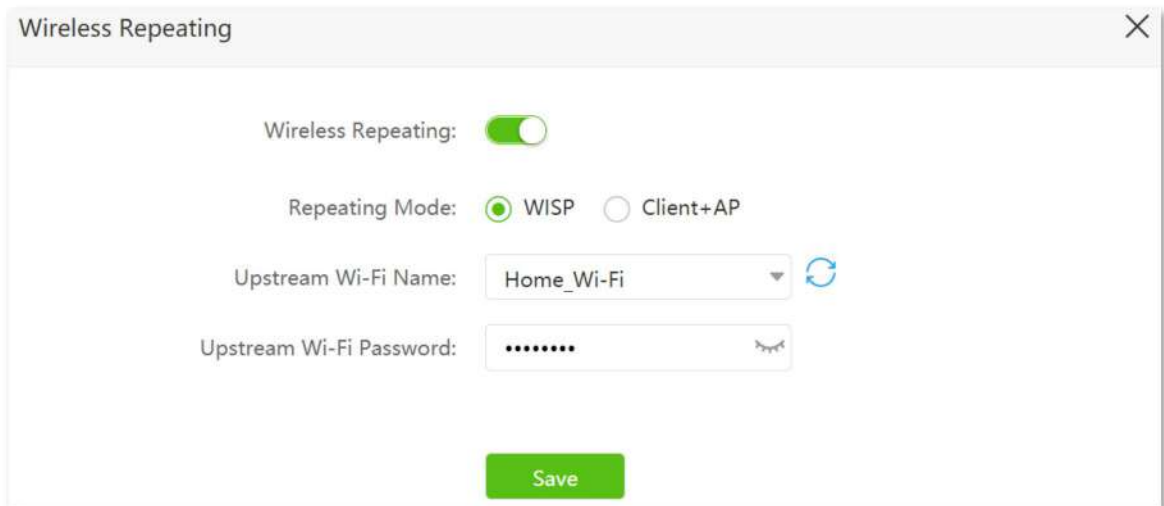 Wireless Repeating
Wireless Repeating:
Repeating Mode: WISP Client+AP
Upstream Wi-Fi Name: Home_Wi-Fi
Upstream Wi-Fi Password: ••••••••
Save